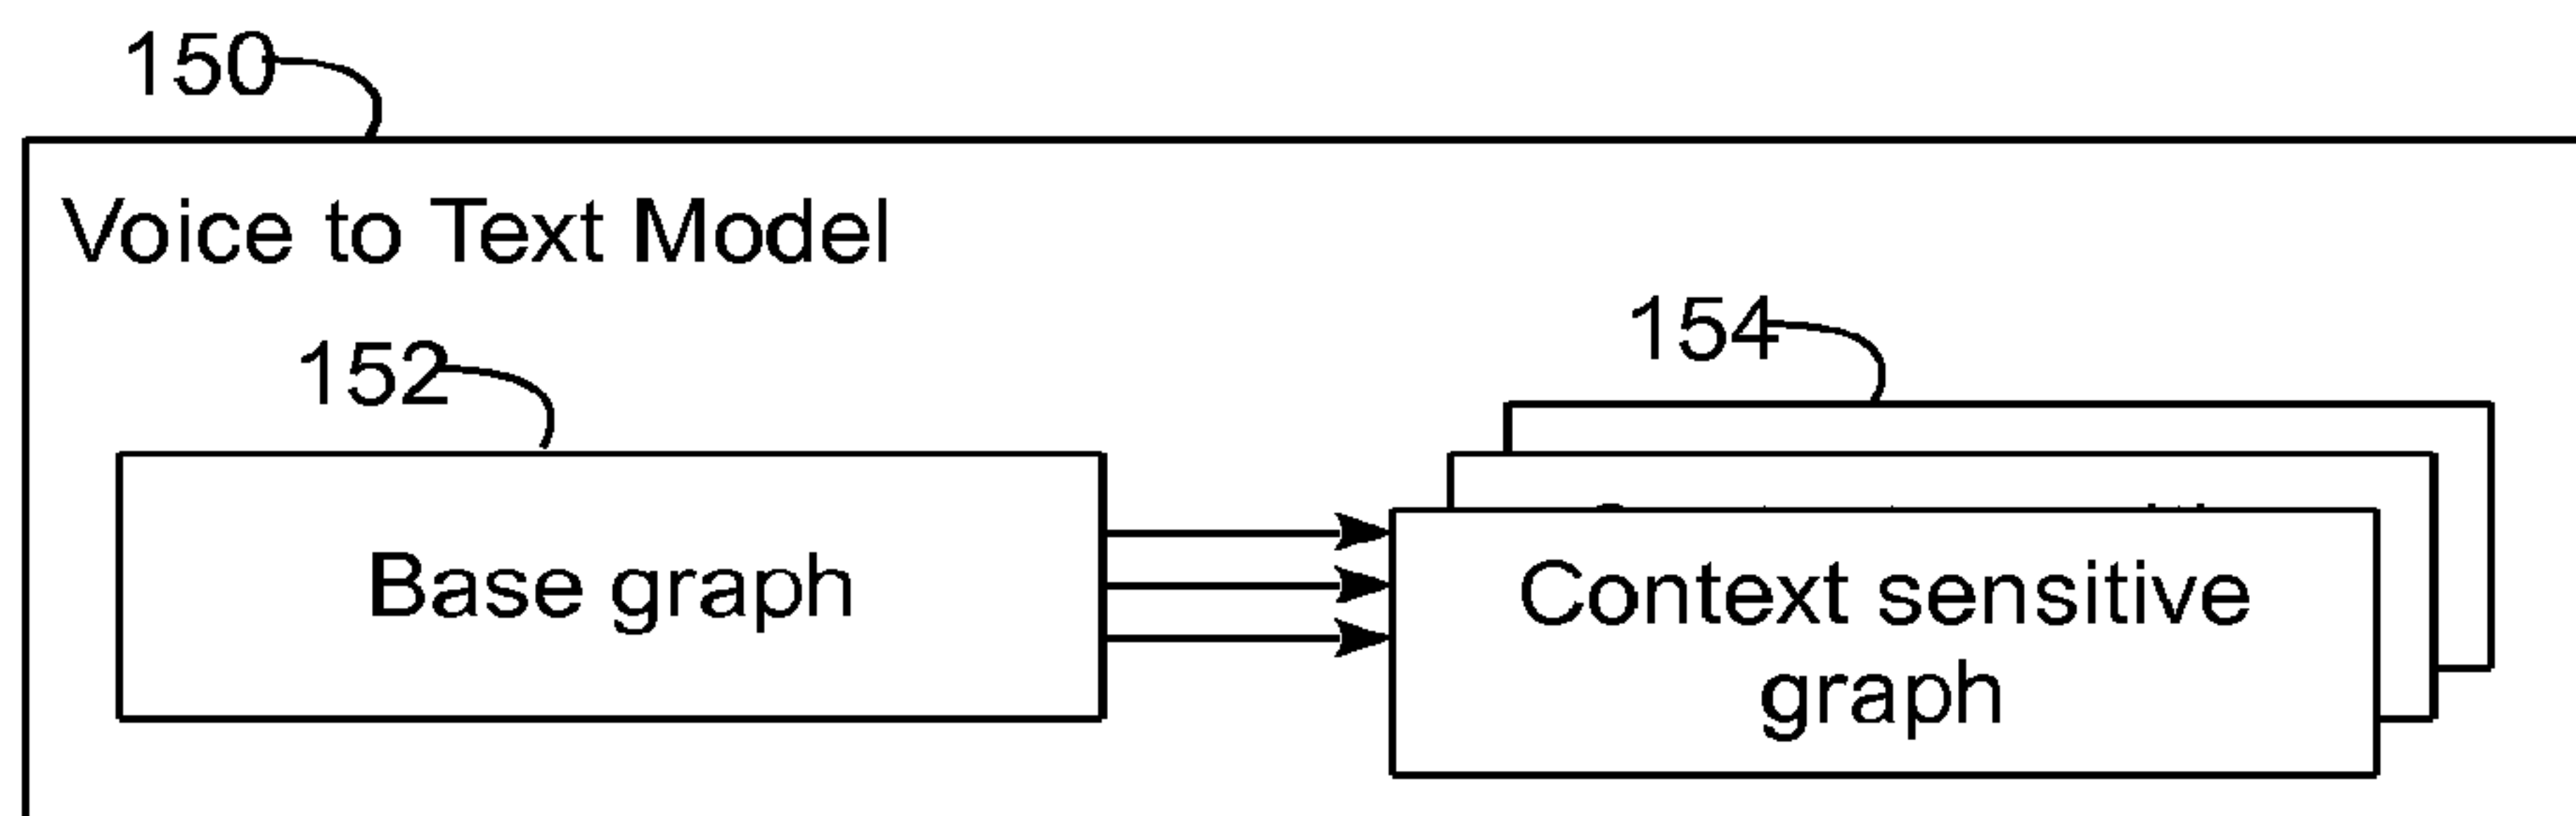 150
Voice to Text Model
152
154
Base graph
Context sensitive
graph